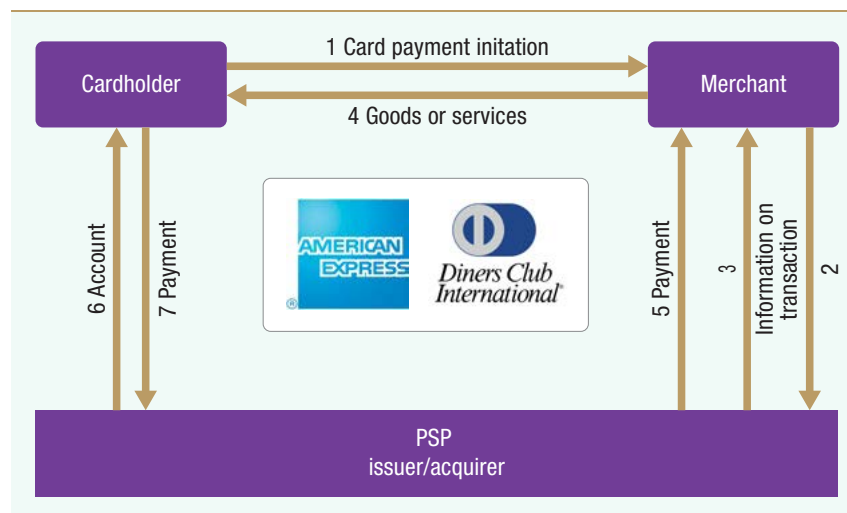 1 Card payment initation
Cardholder
Merchant
4 Goods or services
AMERICAN
EXPRESS
®
Diners Club
International®
6 Account
7 Payment
5 Payment
3
Information on
transaction
2
PSP
issuer/acquirer